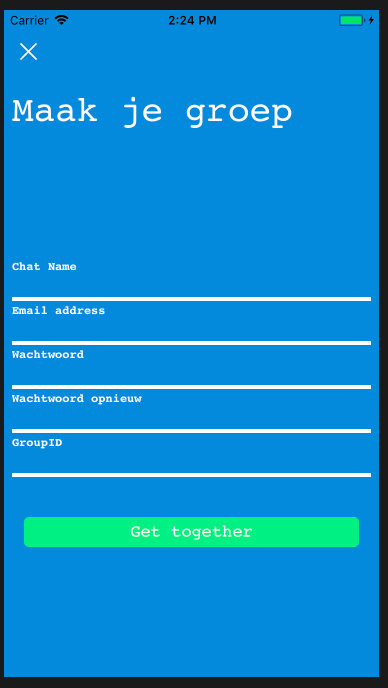 Carrier 2:24 PM
Maak je groep
Chat Name
Email address
Wachtwoord
Wachtwoord opnieuw
GroupID
Get together